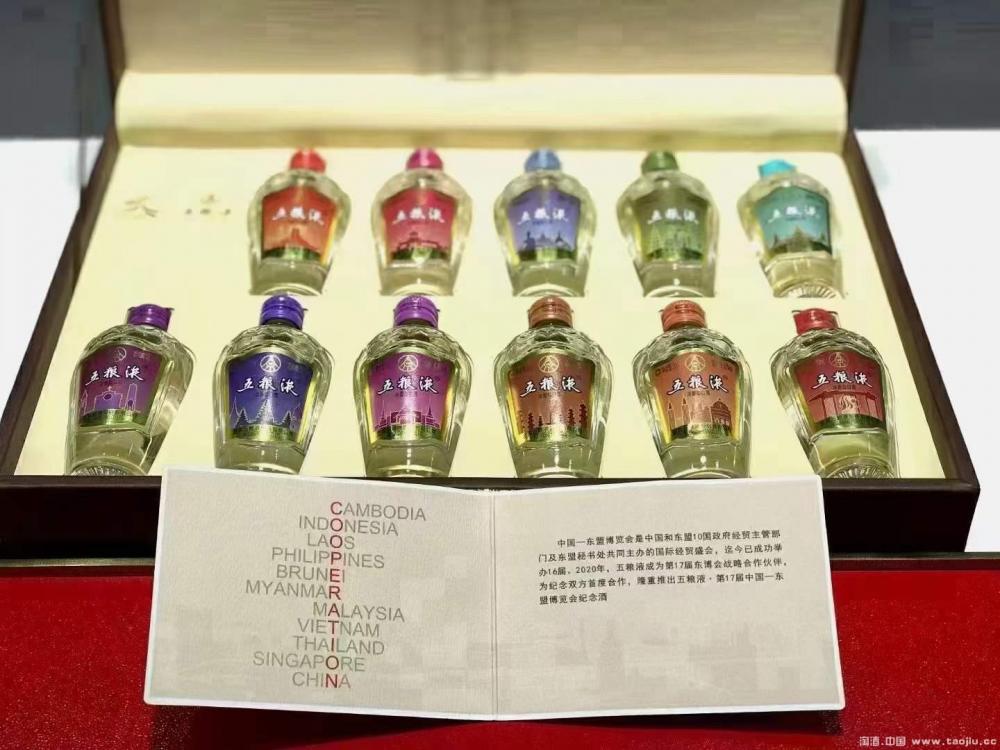 五粮液
五粮液
五粮液
五粮液
五粮液
五粮液
五粮液
五粮液
五粮液
五粮液
五粮液
CAMBODIA
INDONESIA
LAOS
PHILIPPINES
BRUNEI
MYANMAR
MALAYSIA
VIETNAM
THAILAND
SINGAPORE
CHINA
中国—东盟博览会是中国和东盟10国政府经贸主管部
门及东盟秘书处共同主办的国际经贸盛会，迄今已成功举
办16届。2020年，五粮液成为第17届东博会战略合作伙伴，
为纪念双方首度合作，隆重推出五粮液·第17届中国—东
盟博览会纪念酒
淘酒.中国 www.taojiu.cc